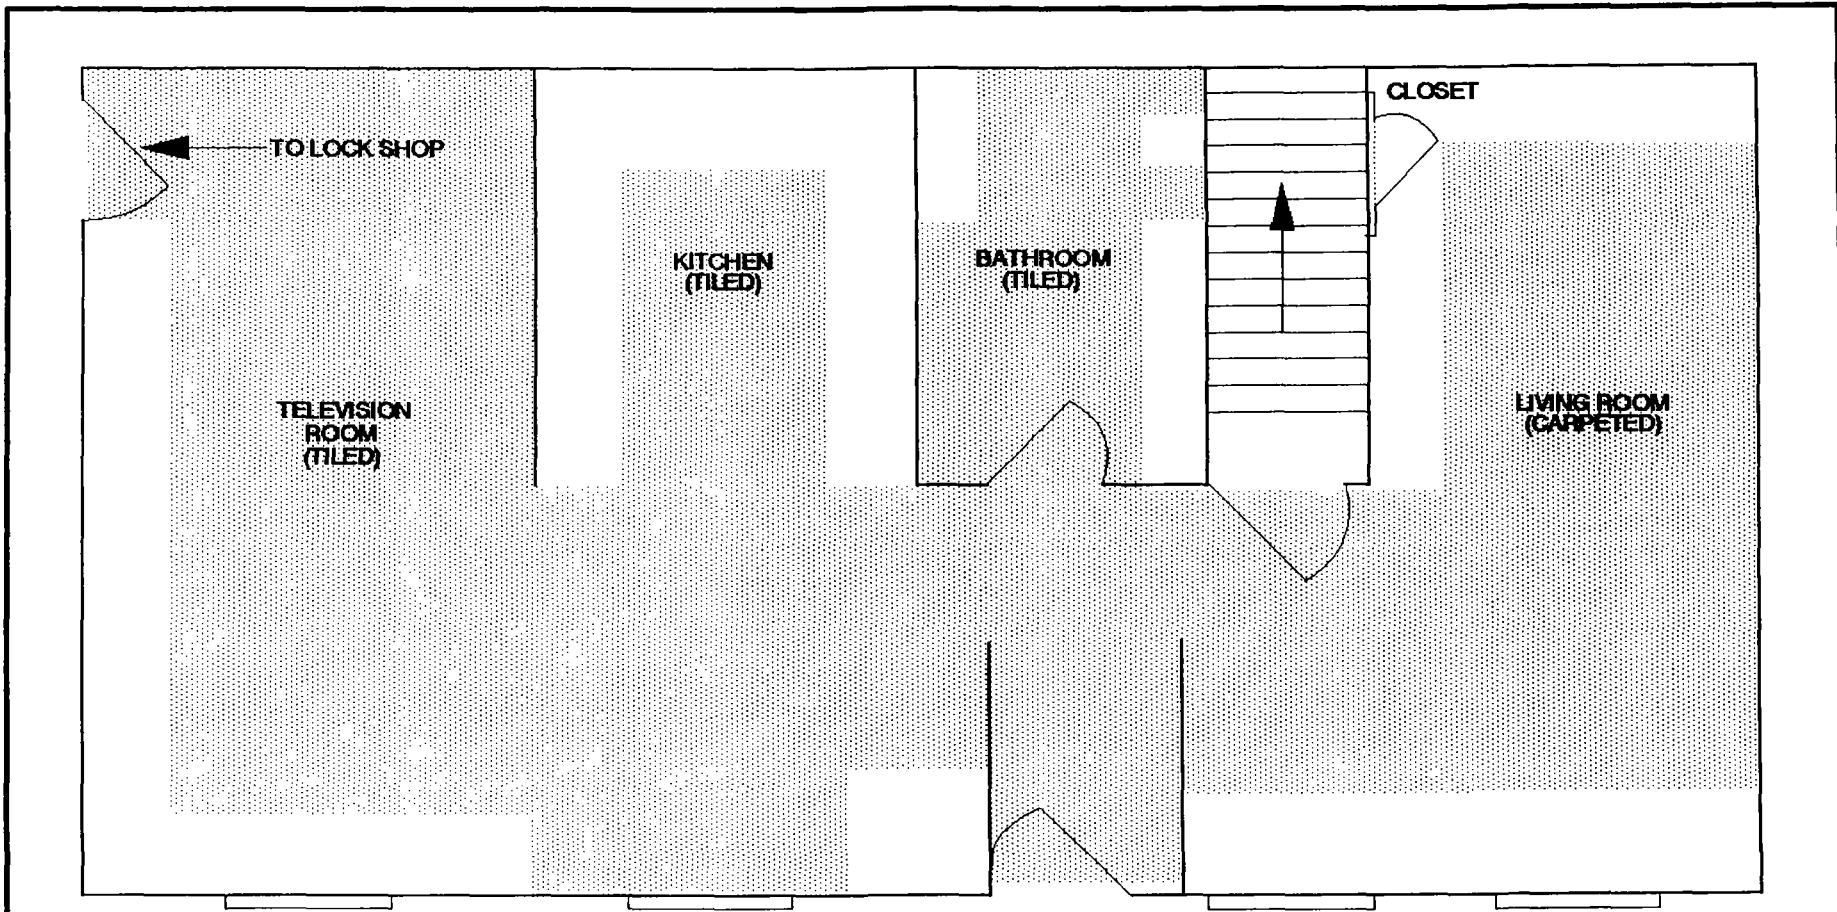 CLOSET
TO LOCK SHOP
KITCHEN
(TILED)
BATHROOM
(TILED)
TELEVISION
ROOM
(TILED)
LIVING ROOM
(CARPETED)